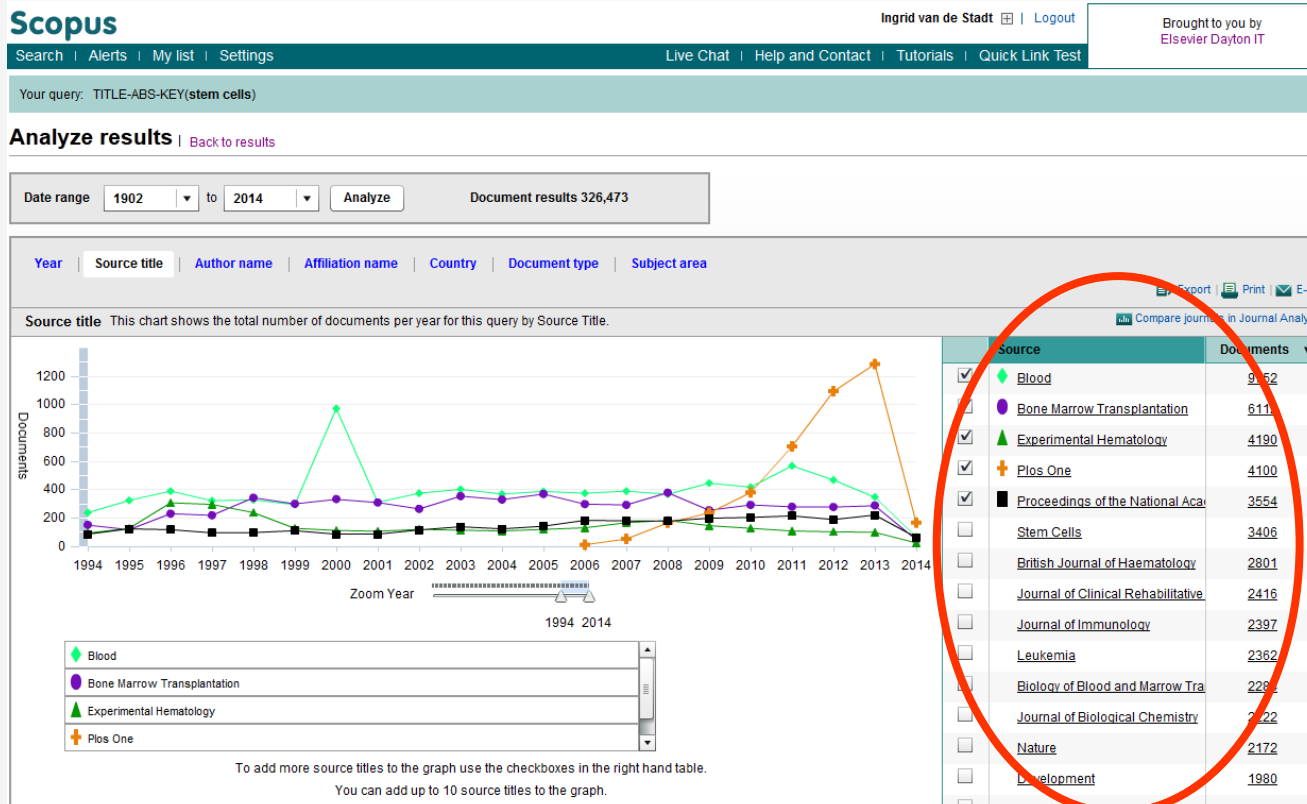 Scopus
Ingrid van de Stadt | Logout
Brought to you by
Elsevier Dayton IT
Search | Alerts | My list | Settings
Live Chat | Help and Contact | Tutorials | Quick Link Test
Your query: TITLE-ABS-KEY(stem cells)
Analyze results | Back to results
Date range 1902 to 2014 Analyze Document results 326,473
Year | Source title | Author name | Affiliation name | Country | Document type | Subject area
Export | Print | E-
Source title This chart shows the total number of documents per year for this query by Source Title.
Compare journals in Journal Analy
Documents
1200
1000
800
600
400
200
0
1994 1995 1996 1997 1998 1999 2000 2001 2002 2003 2004 2005 2006 2007 2008 2009 2010 2011 2012 2013 2014
Zoom Year
1994 2014
Blood
Bone Marrow Transplantation
Experimental Hematology
Plos One
To add more source titles to the graph use the checkboxes in the right hand table.
You can add up to 10 source titles to the graph.
Source Documents
Blood
Bone Marrow Transplantation
Experimental Hematology 4190
Plos One 4100
Proceedings of the National Aca 3554
Stem Cells 3406
British Journal of Haematology 2801
Journal of Clinical Rehabilitative 2416
Journal of Immunology 2397
Leukemia 2362
Biology of Blood and Marrow Tra
Journal of Biological Chemistry
Nature 2172
Development 1980